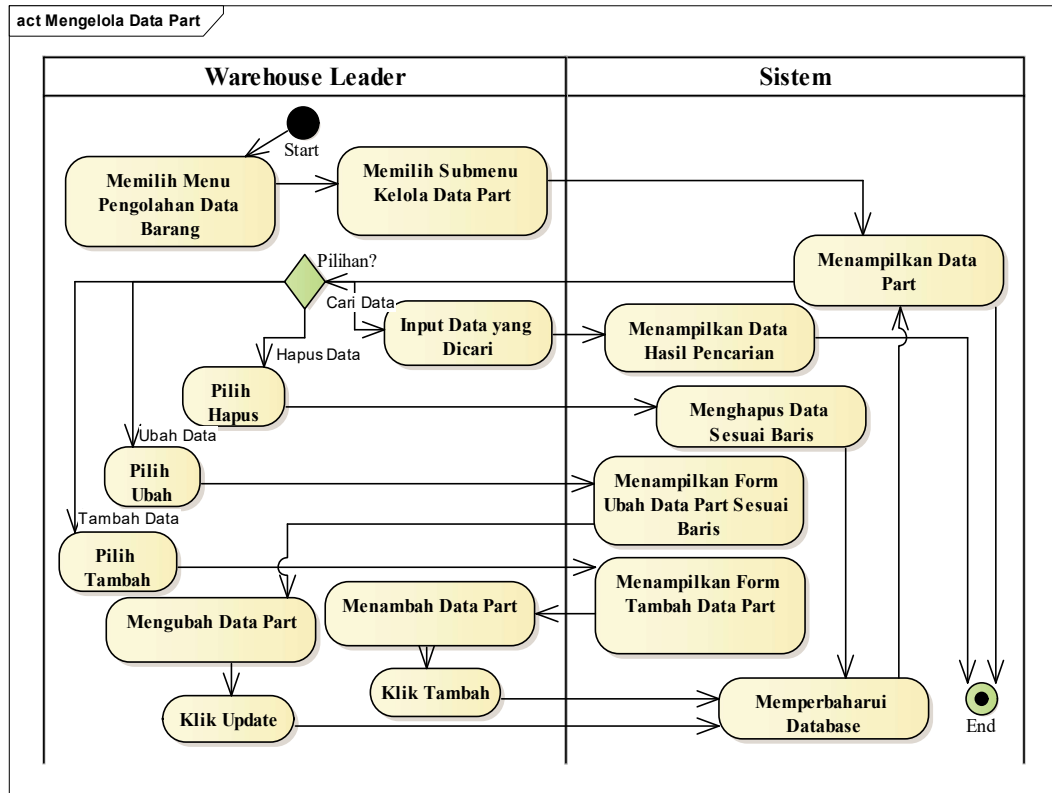 act Mengelola Data Part
Warehouse Leader
Sistem
Start
Memilih Menu
Pengolahan Data
Barang
Memilih Submenu
Kelola Data Part
Menampilkan Data
Part
Pilihan?
Cari Data
Input Data yang
Dicari
Menampilkan Data
Hasil Pencarian
Hapus Data
Pilih
Hapus
Menghapus Data
Sesuai Baris
Ubah Data
Pilih
Ubah
Menampilkan Form
Ubah Data Part Sesuai
Baris
Tambah Data
Pilih
Tambah
Menampilkan Form
Tambah Data Part
Mengubah Data Part
Menambah Data Part
Klik Update
Klik Tambah
Memperbaharui
Database
End